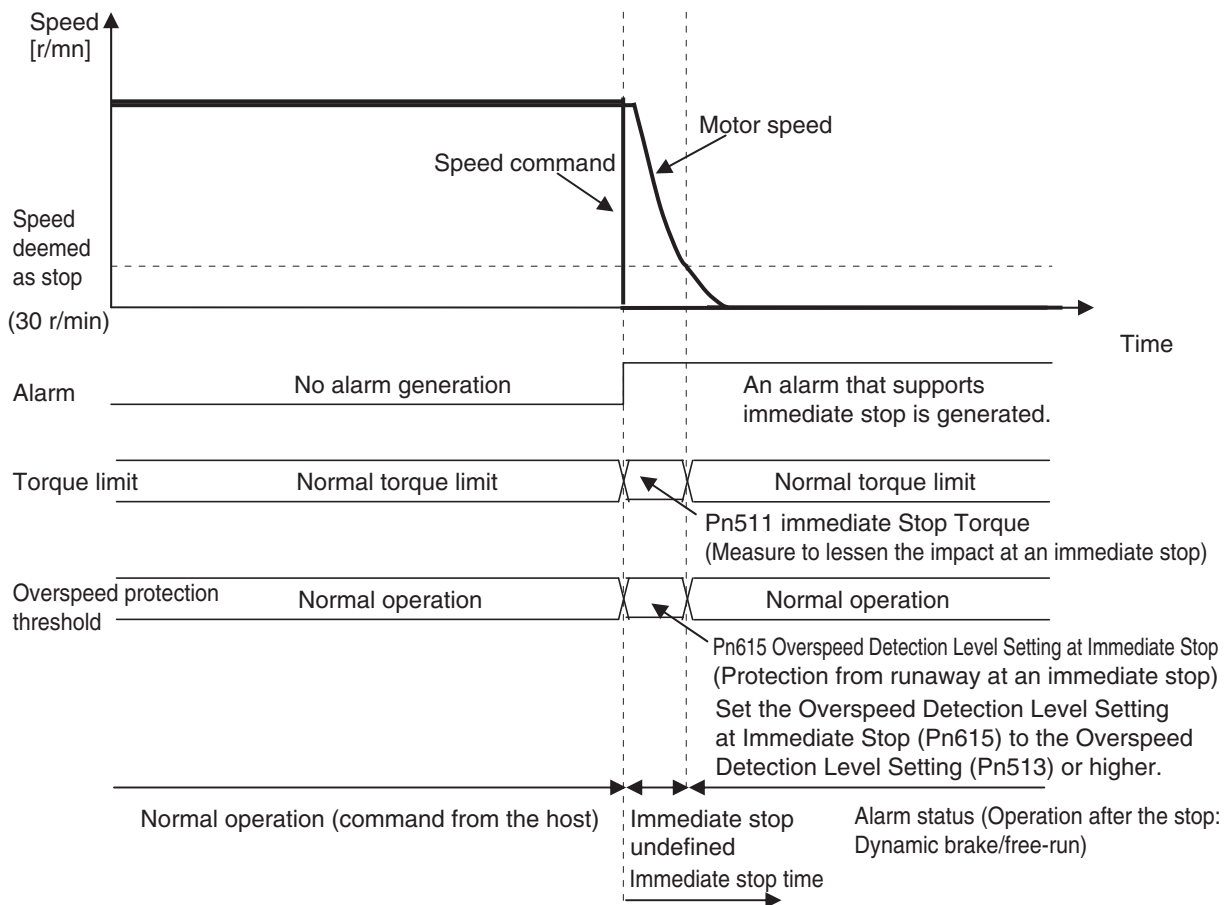 Speed
[r/mn]
Motor speed
Speed command
Speed
deemed
as stop
(30 r/min)
Time
Alarm
No alarm generation
An alarm that supports
immediate stop is generated.
Torque limit
Normal torque limit
Normal torque limit
Pn511 immediate Stop Torque
(Measure to lessen the impact at an immediate stop)
Overspeed protection
threshold
Normal operation
Normal operation
Pn615 Overspeed Detection Level Setting at Immediate Stop
(Protection from runaway at an immediate stop)
Set the Overspeed Detection Level Setting
at Immediate Stop (Pn615) to the Overspeed
Detection Level Setting (Pn513) or higher.
Normal operation (command from the host)
Immediate stop
undefined
Immediate stop time
Alarm status (Operation after the stop:
Dynamic brake/free-run)